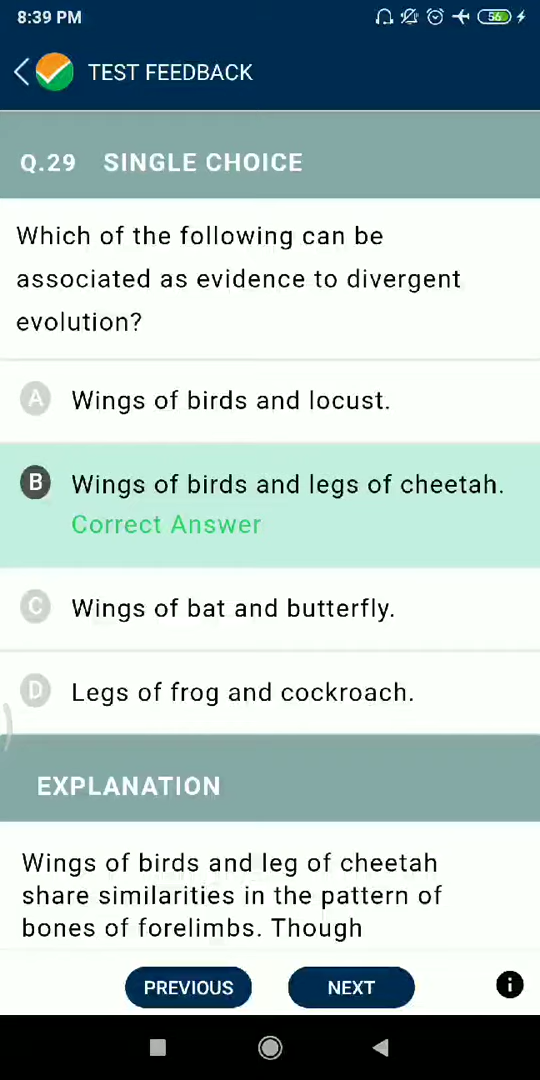 8:39 PM
56
TEST FEEDBACK
Q.29 SINGLE CHOICE
Which of the following can be
associated as evidence to divergent
evolution?
A Wings of birds and locust.
B Wings of birds and legs of cheetah.
Correct Answer
C Wings of bat and butterfly.
D Legs of frog and cockroach.
EXPLANATION
Wings of birds and leg of cheetah
share similarities in the pattern of
bones of forelimbs. Though
PREVIOUS NEXT